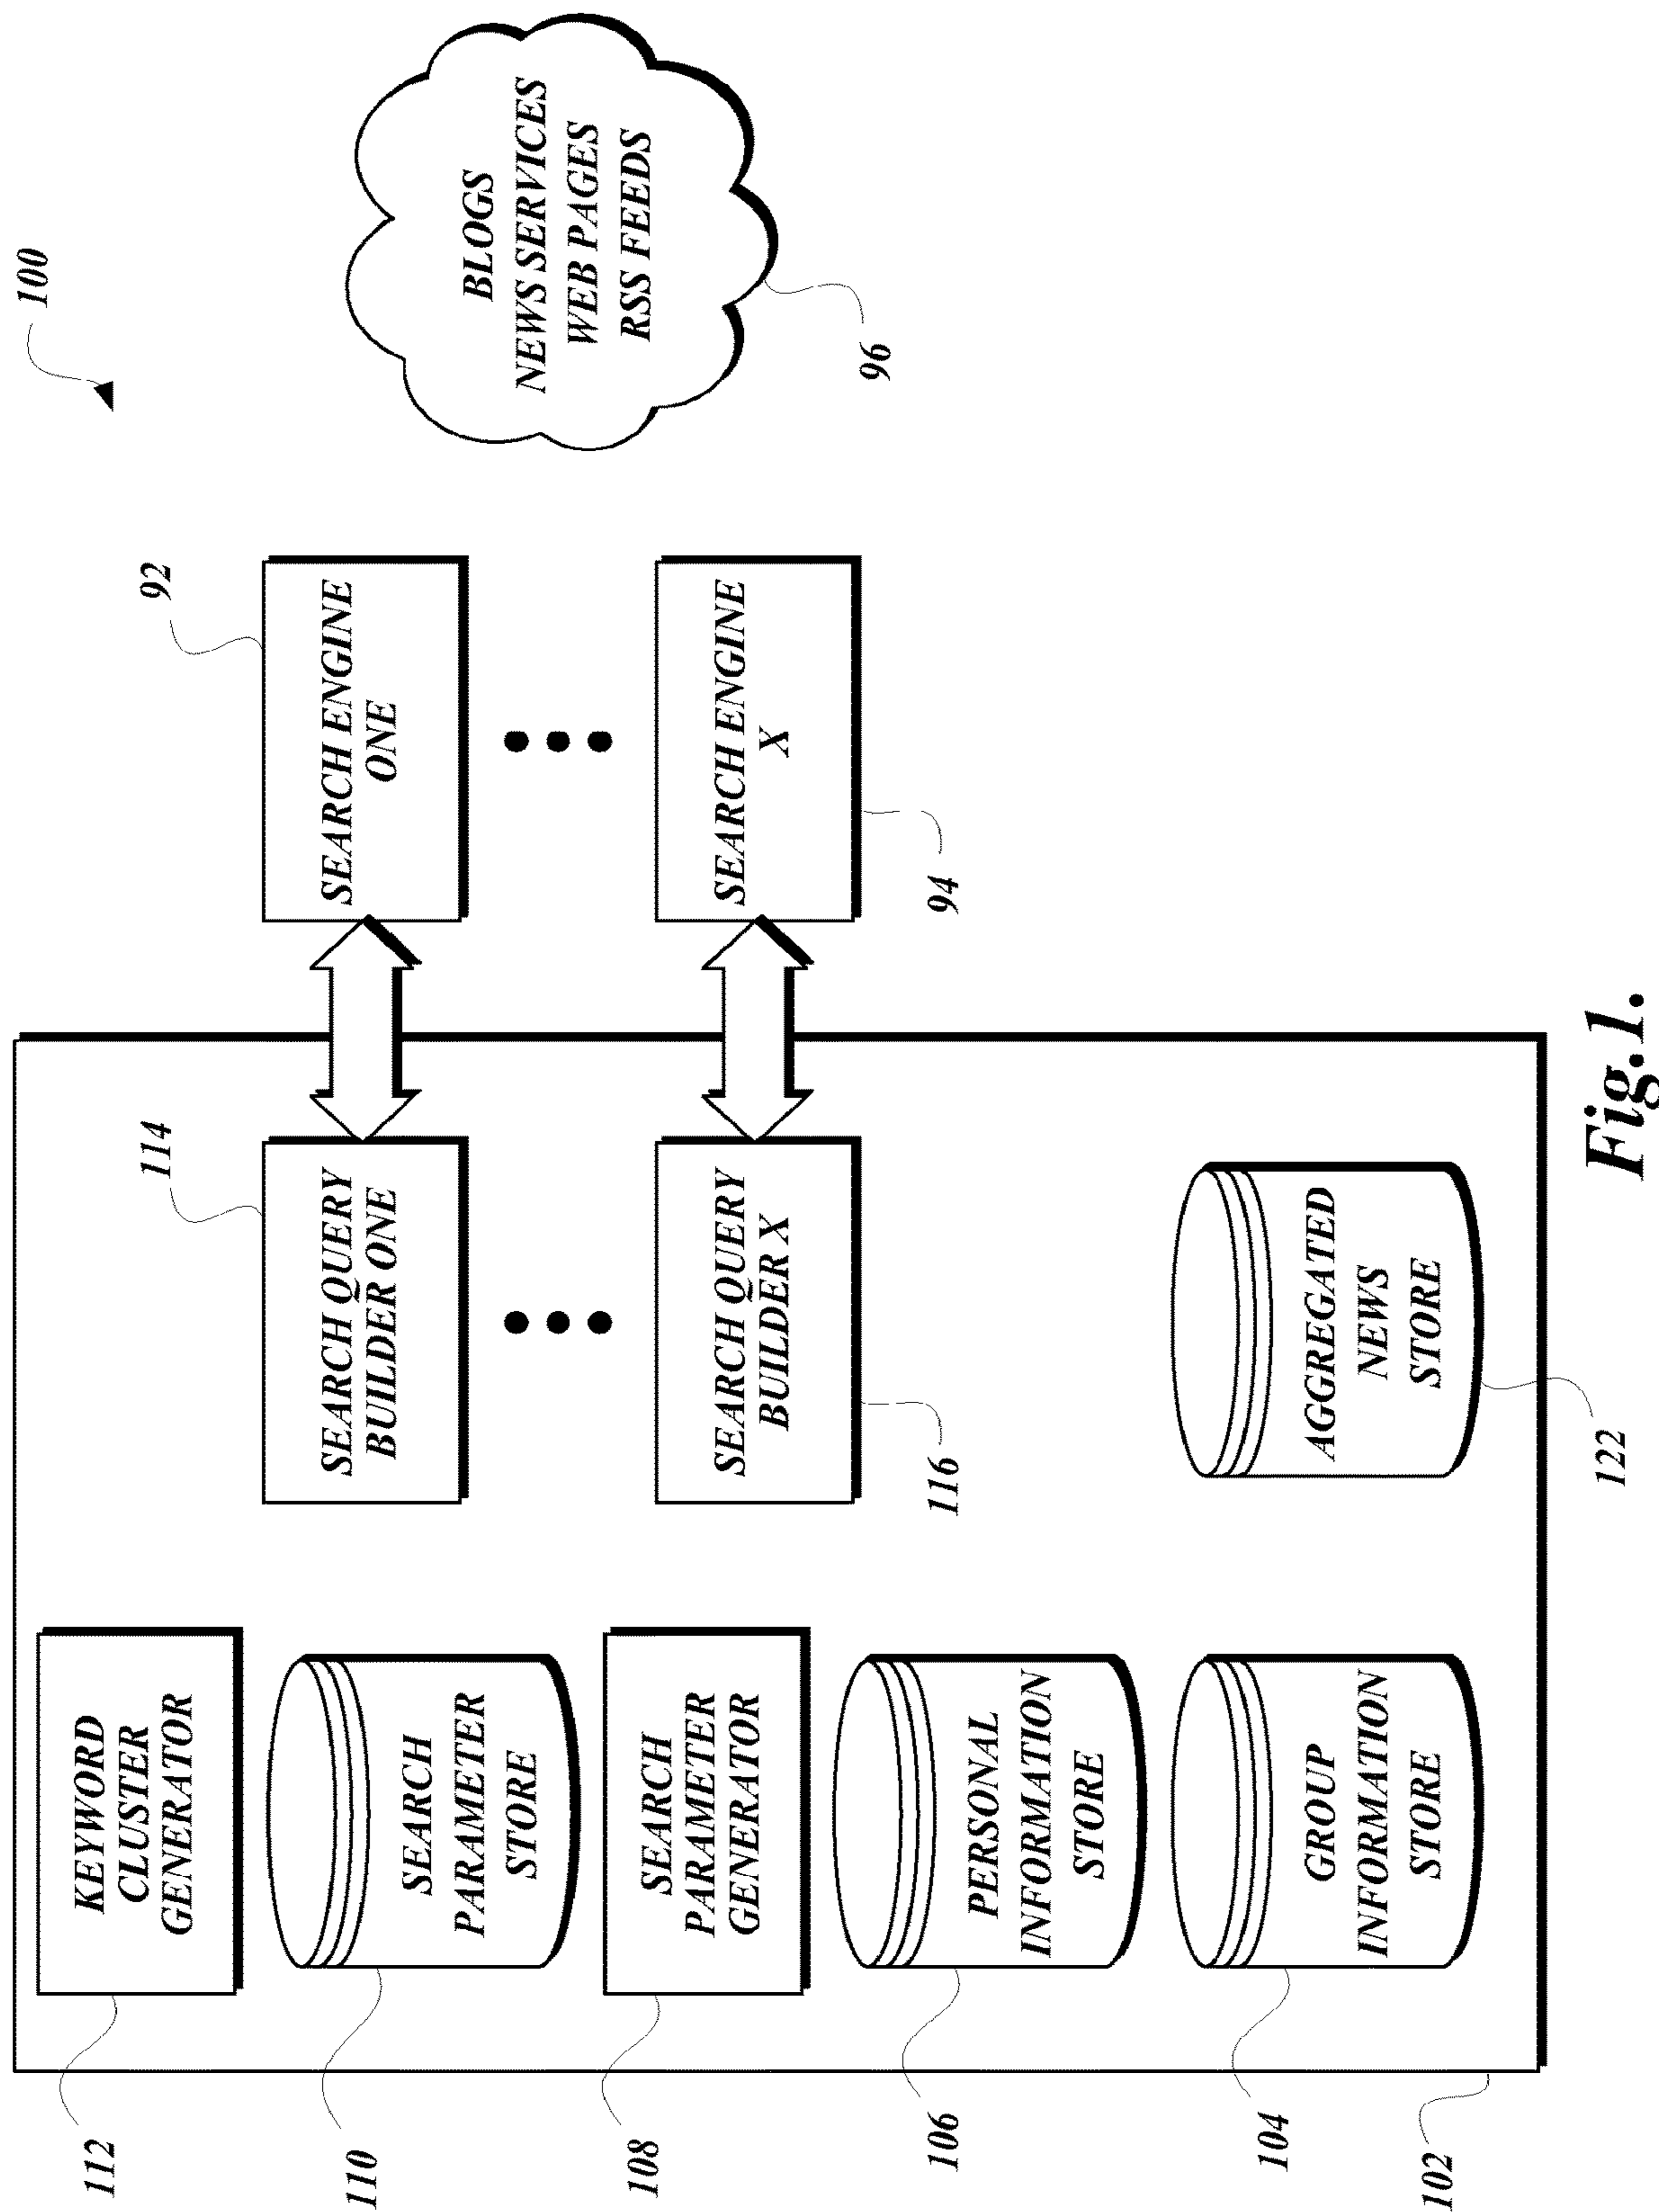 100
112
KEYWORD
CLUSTER
GENERATOR
110
SEARCH
PARAMETER
STORE
108
SEARCH
PARAMETER
GENERATOR
106
PERSONAL
INFORMATION
STORE
104
GROUP
INFORMATION
STORE
102
114
SEARCH QUERY
BUILDER ONE
116
SEARCH QUERY
BUILDER X
AGGREGATED
NEWS
STORE
122
92
SEARCH ENGINE
ONE
SEARCH ENGINE
X
94
BLOGS
NEWS SERVICES
WEB PAGES
RSS FEEDS
96
Fig.1.